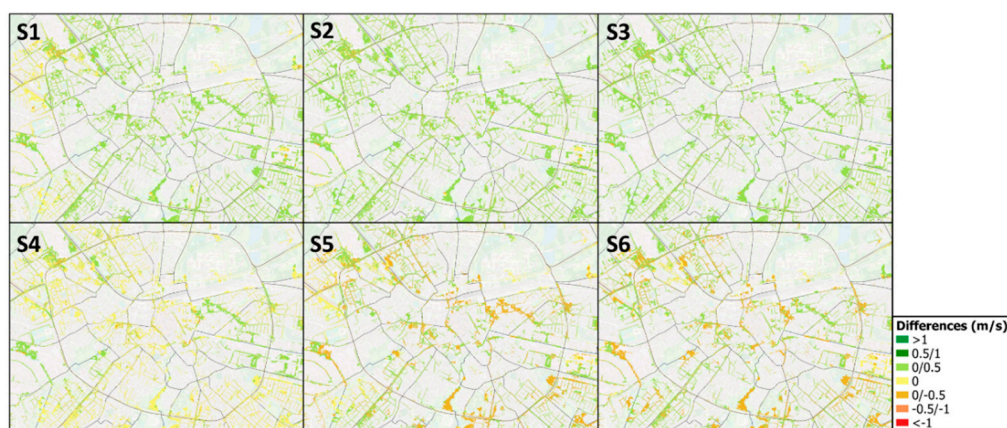 S1
S2
S3
S4
S5
S6
Differences (m/s)
>1
0.5/1
0/0.5
0
0/-0.5
-0.5/-1
<-1